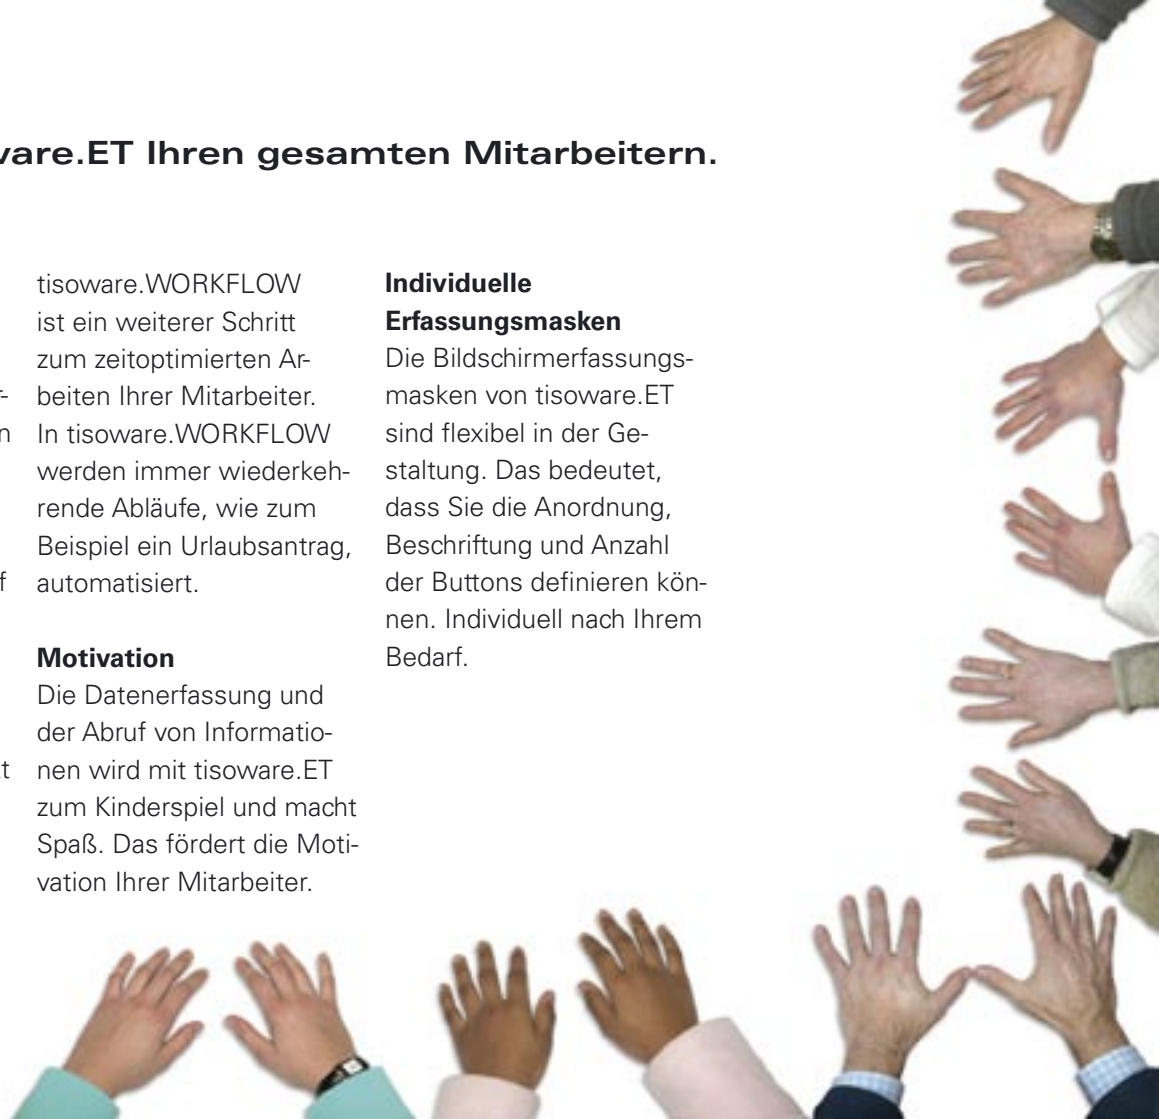 vare.ET Ihren gesamten Mitarbeitern.
r-
n
f
t
tisoware.WORKFLOW
ist ein weiterer Schritt
zum zeitoptimierten Ar-
beiten Ihrer Mitarbeiter.
In tisoware.WORKFLOW
werden immer wiederkeh-
rende Abläufe, wie zum
Beispiel ein Urlaubsantrag,
automatisiert.
Motivation
Die Datenerfassung und
der Abruf von Informatio-
nen wird mit tisoware.ET
zum Kinderspiel und macht
Spaß. Das fördert die Moti-
vation Ihrer Mitarbeiter.
Individuelle
Erfassungsmasken
Die Bildschirmerfassungs-
masken von tisoware.ET
sind flexibel in der Ge-
staltung. Das bedeutet,
dass Sie die Anordnung,
Beschriftung und Anzahl
der Buttons definieren kön-
nen. Individuell nach Ihrem
Bedarf.